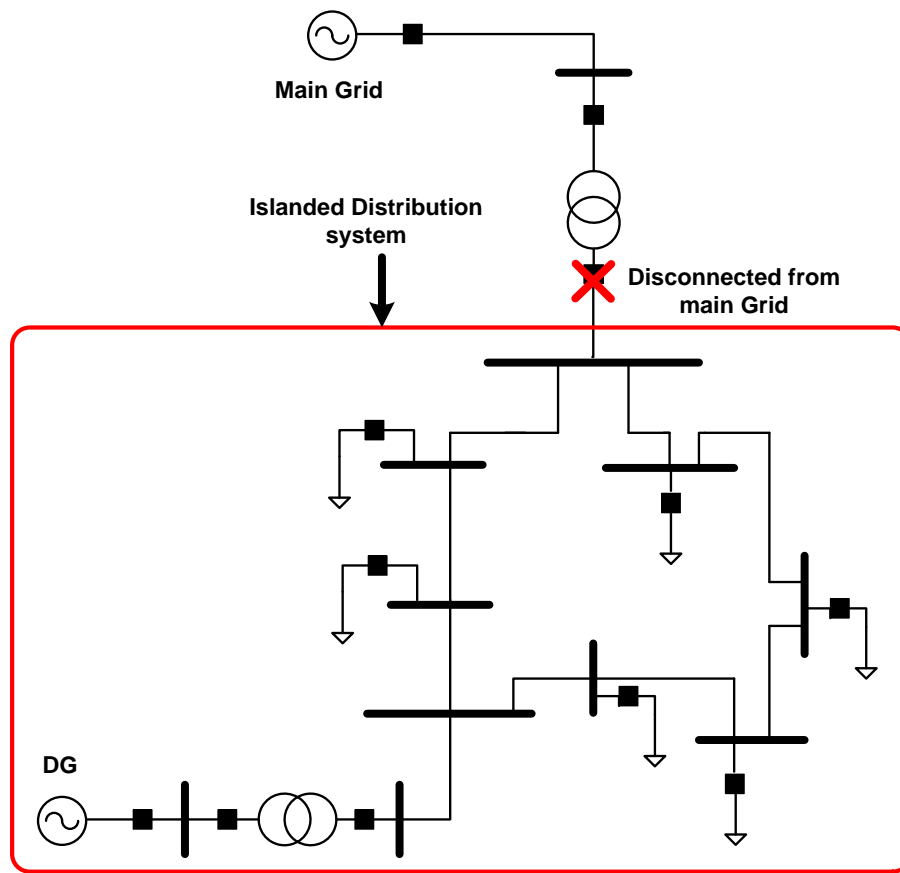 Main Grid
Islanded Distribution
system
Disconnected from
main Grid
DG